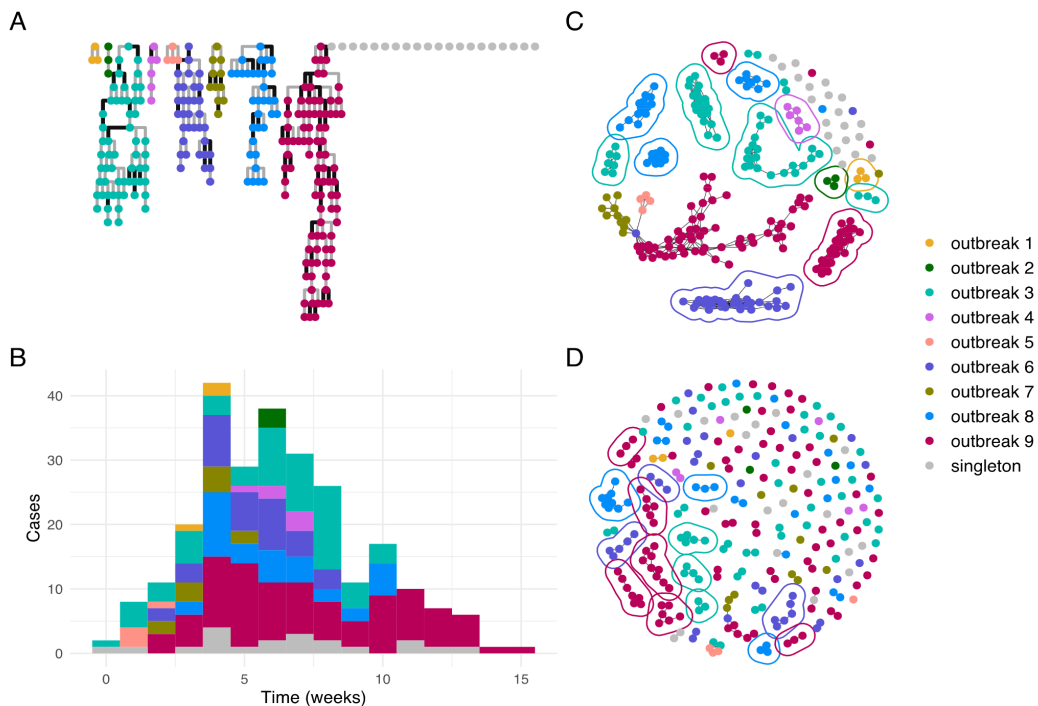 A
C
B
40
30
20
10
0
Cases
0
5
10
15
Time (weeks)
D
outbreak 1
outbreak 2
outbreak 3
outbreak 4
outbreak 5
outbreak 6
outbreak 7
outbreak 8
outbreak 9
singleton